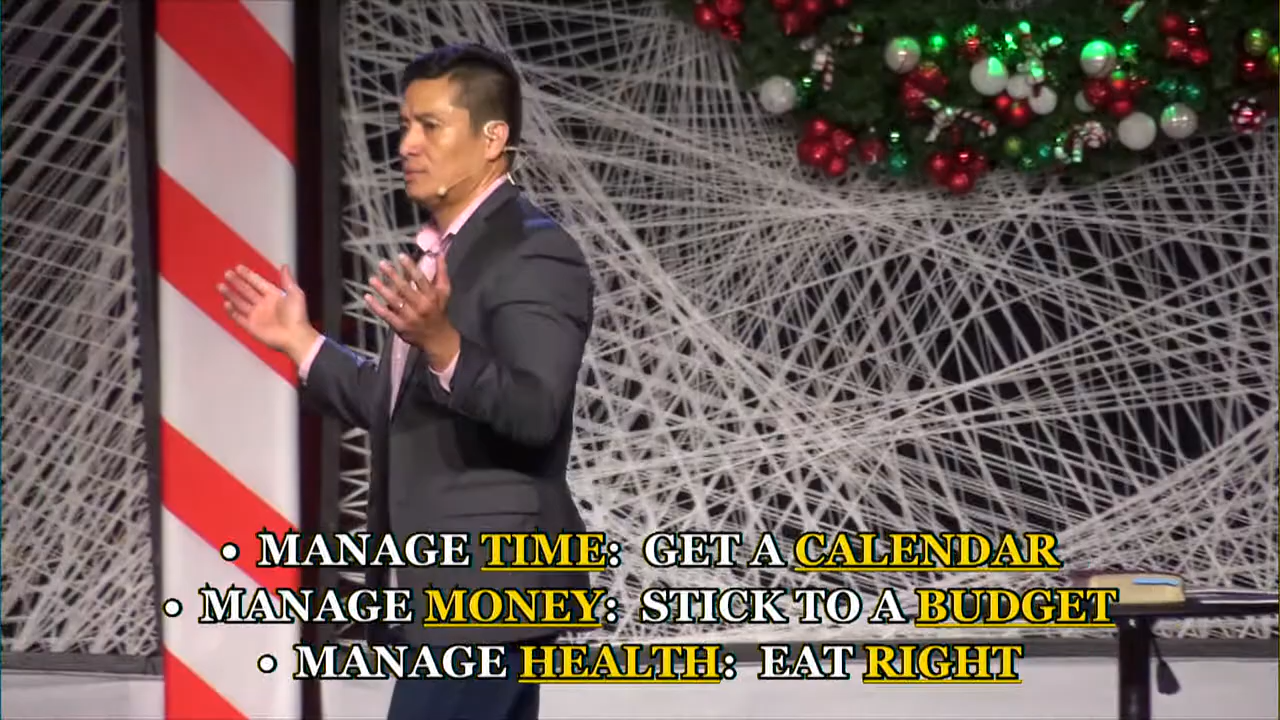 • MANAGE TIME: GET A CALENDAR
• MANAGE MONEY: STICK TO A BUDGET
• MANAGE HEALTH: EAT RIGHT